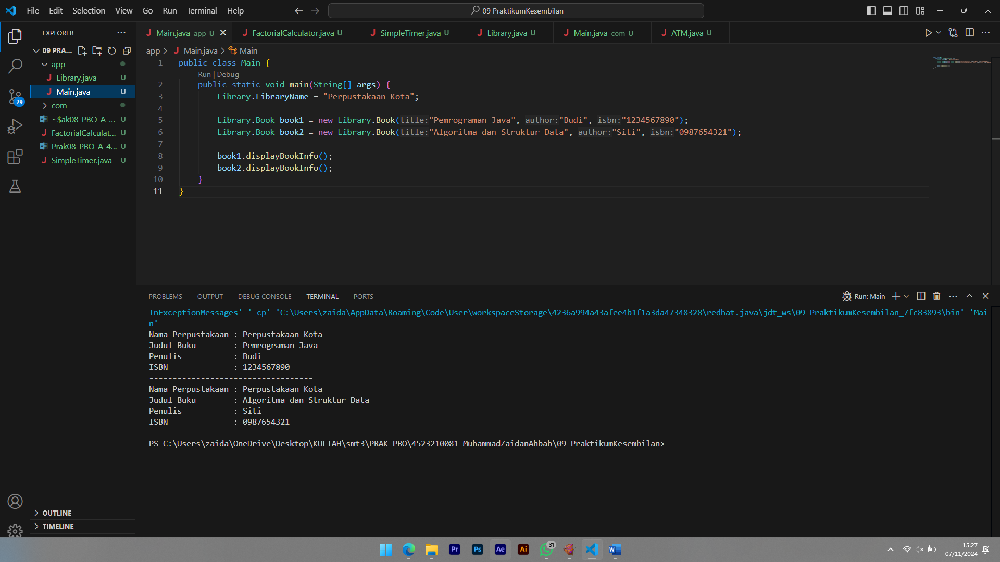 File Edit Selection View Go Run Terminal Help
09 PraktikumKesembilan
EXPLORER
09 PRA...
app
Library.java U
Main.java U
com
~$ak08_PBO_A_... U
FactorialCalculat... U
Prak08_PBO_A_4... U
SimpleTimer.java U
29
OUTLINE
TIMELINE
Main.java app U
FactorialCalculator.java U
SimpleTimer.java U
Library.java U
Main.java com U
ATM.java U
app > Main.java > Main
1 public class Main {
Run | Debug
2 public static void main(String[] args) {
3 Library.LibraryName = "Perpustakaan Kota";
4
5 Library.Book book1 = new Library.Book(title:"Pemrograman Java", author:"Budi", isbn:"1234567890");
6 Library.Book book2 = new Library.Book(title:"Algoritma dan Struktur Data", author:"Siti", isbn:"0987654321");
7
8 book1.displayBookInfo();
9 book2.displayBookInfo();
10 }
11 }
PROBLEMS OUTPUT DEBUG CONSOLE TERMINAL PORTS
Run: Main
InExceptionMessages' '-cp' 'C:\Users\zaida\AppData\Roaming\Code\User\workspaceStorage\4236a994a43afee4b1f1a3da47348328\redhat.java\jdt_ws\09 PraktikumKesembilan_7fc83893\bin' 'Mai
n'
Nama Perpustakaan : Perpustakaan Kota
Judul Buku : Pemrograman Java
Penulis : Budi
ISBN : 1234567890
-----------------------------------
Nama Perpustakaan : Perpustakaan Kota
Judul Buku : Algoritma dan Struktur Data
Penulis : Siti
ISBN : 0987654321
-----------------------------------
PS C:\Users\zaida\OneDrive\Desktop\KULIAH\smt3\PRAK PBO\4523210081-MuhammadZaidanAhbab\09 PraktikumKesembilan>
Pr Ps Ae Ai 31
15:27
07/11/2024